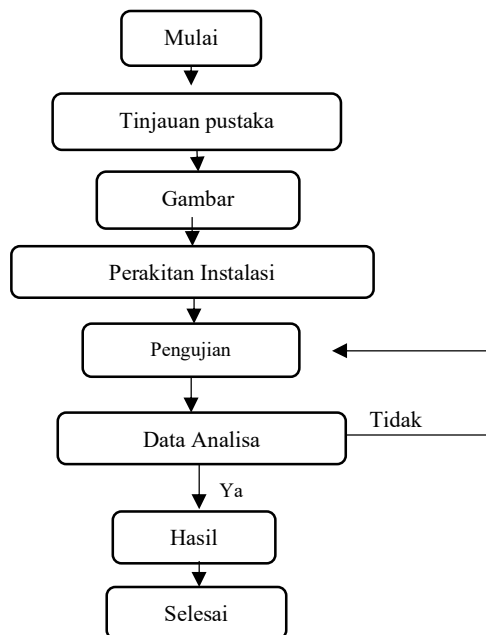 Mulai
Tinjauan pustaka
Gambar
Perakitan Instalasi
Pengujian
Data Analisa
Tidak
Ya
Hasil
Selesai